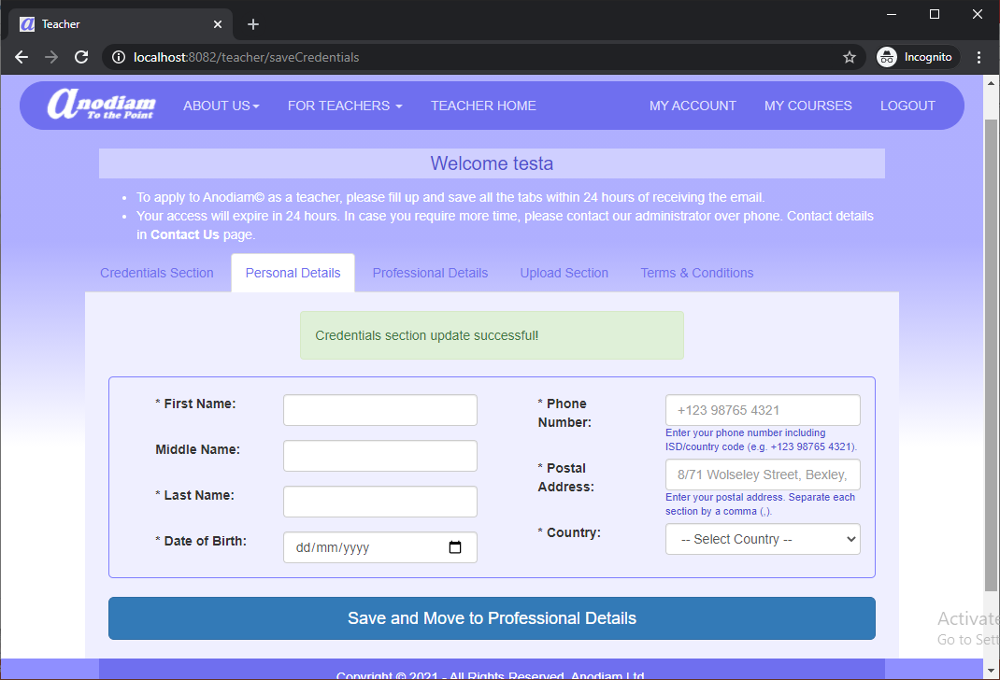 Teacher
localhost:8082/teacher/saveCredentials
Incognito
Anodiam
To the Point
ABOUT US
FOR TEACHERS
TEACHER HOME
MY ACCOUNT
MY COURSES
LOGOUT
Welcome testa
• To apply to Anodiam© as a teacher, please fill up and save all the tabs within 24 hours of receiving the email.
• Your access will expire in 24 hours. In case you require more time, please contact our administrator over phone. Contact details
in Contact Us page.
Credentials Section
Personal Details
Professional Details
Upload Section
Terms & Conditions
Credentials section update successful!
* First Name:
Middle Name:
* Last Name:
* Date of Birth:
dd/mm/yyyy
* Phone
Number:
+123 98765 4321
Enter your phone number including
ISD/country code (e.g. +123 98765 4321).
* Postal
Address:
8/71 Wolseley Street, Bexley,
Enter your postal address. Separate each
section by a comma (,).
* Country:
-- Select Country --
Save and Move to Professional Details
Activate
Go to Sett
Copyright © 2021 - All Rights Reserved, Anodiam Ltd